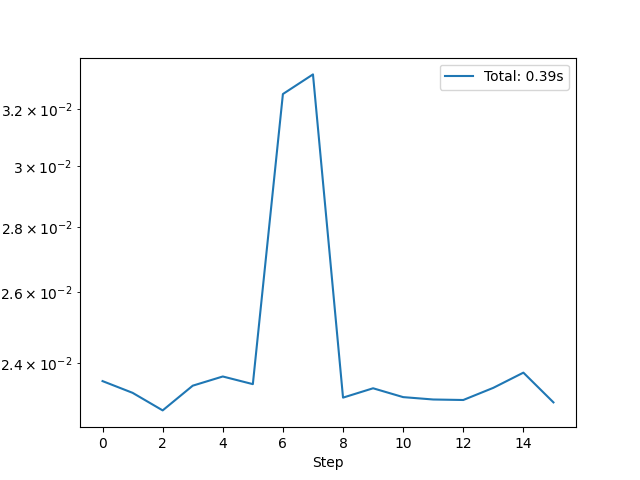 Total: 0.39s
3.2 × 10⁻²
3 × 10⁻²
2.8 × 10⁻²
2.6 × 10⁻²
2.4 × 10⁻²
0 2 4 6 8 10 12 14
Step